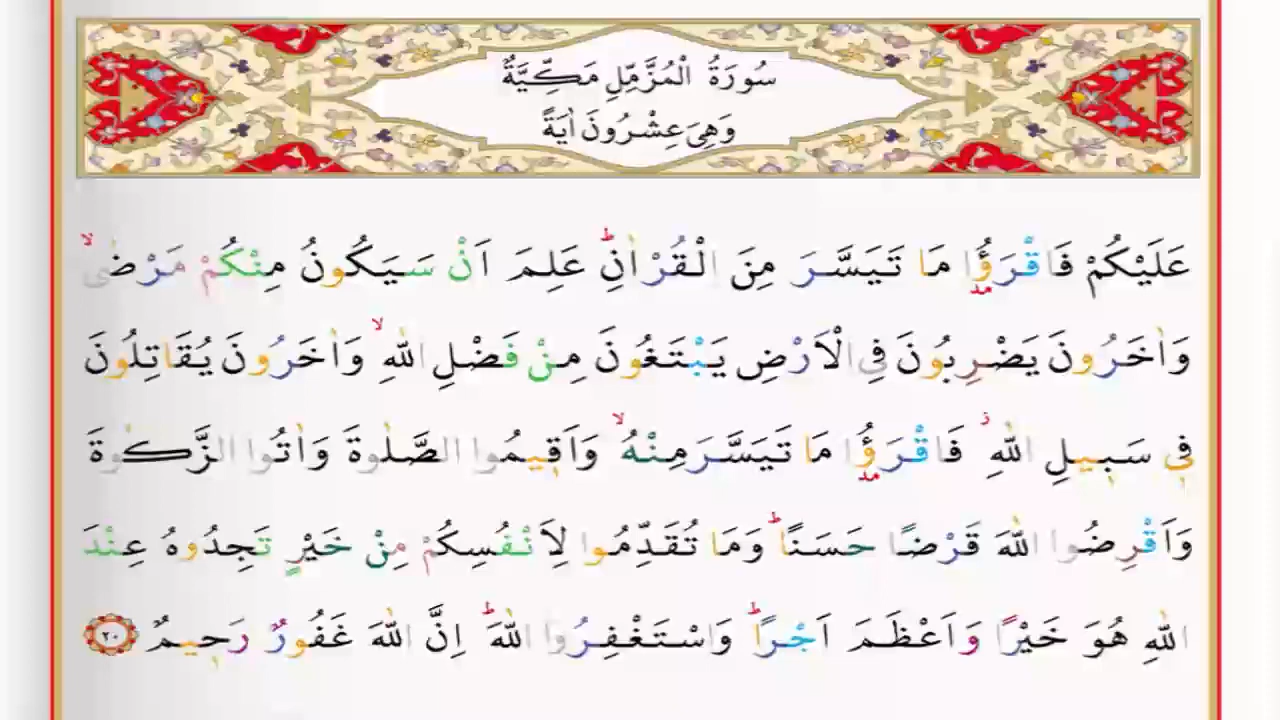 سُورَةُ الْمُزَّمِّلِ مَكِّيَّةٌ
وَهِىَ عِشْرُونَ اٰيَةً
عَلَيْكُمْ فَاقْرَؤُا مَا تَيَسَّرَ مِنَ الْقُرْاٰنِؕ عَلِمَ اَنْ سَيَكُونُ مِنْكُمْ مَرْضٰىۙ
وَاٰخَرُونَ يَضْرِبُونَ فِى الْاَرْضِ يَبْتَغُونَ مِنْ فَضْلِ اللّٰهِۙ وَاٰخَرُونَ يُقَاتِلُونَ
فِى سَبِيلِ اللّٰهِؗ فَاقْرَؤُا مَا تَيَسَّرَ مِنْهُۙ وَاَقِيمُوا الصَّلٰوةَ وَاٰتُوا الزَّكٰوةَ
وَاَقْرِضُوا اللّٰهَ قَرْضًا حَسَنًاؕ وَمَا تُقَدِّمُوا لِاَنْفُسِكُمْ مِنْ خَيْرٍ تَجِدُوهُ عِنْدَ
اللّٰهِ هُوَ خَيْرًا وَاَعْظَمَ اَجْرًاؕ وَاسْتَغْفِرُوا اللّٰهَؕ اِنَّ اللّٰهَ غَفُورٌ رَحِيمٌ ٢٠